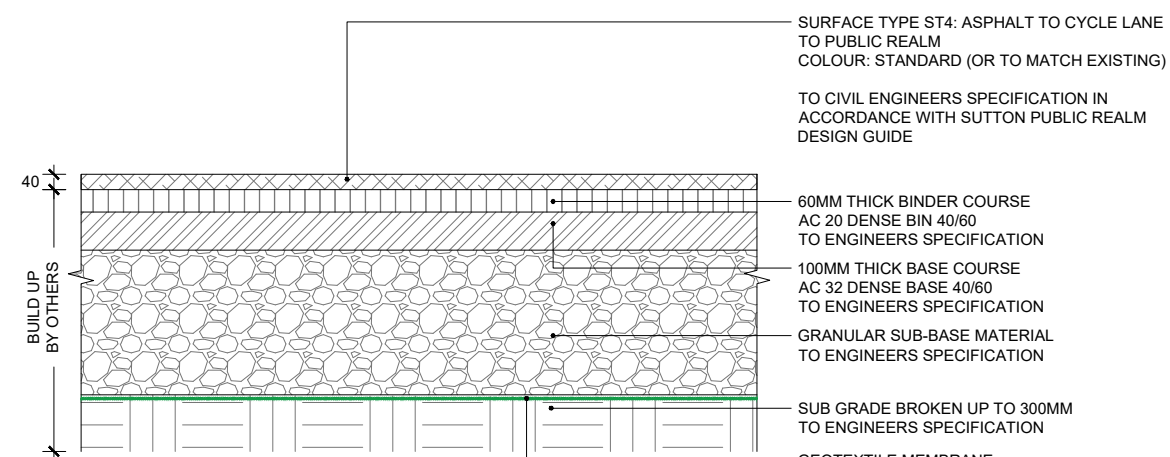 SURFACE TYPE ST4: ASPHALT TO CYCLE LANE
TO PUBLIC REALM
COLOUR: STANDARD (OR TO MATCH EXISTING)
TO CIVIL ENGINEERS SPECIFICATION IN
ACCORDANCE WITH SUTTON PUBLIC REALM
DESIGN GUIDE
40
60MM THICK BINDER COURSE
AC 20 DENSE BIN 40/60
TO ENGINEERS SPECIFICATION
100MM THICK BASE COURSE
AC 32 DENSE BASE 40/60
TO ENGINEERS SPECIFICATION
BUILD UP
BY OTHERS
GRANULAR SUB-BASE MATERIAL
TO ENGINEERS SPECIFICATION
SUB GRADE BROKEN UP TO 300MM
TO ENGINEERS SPECIFICATION
GEOTEXTILE MEMBRANE